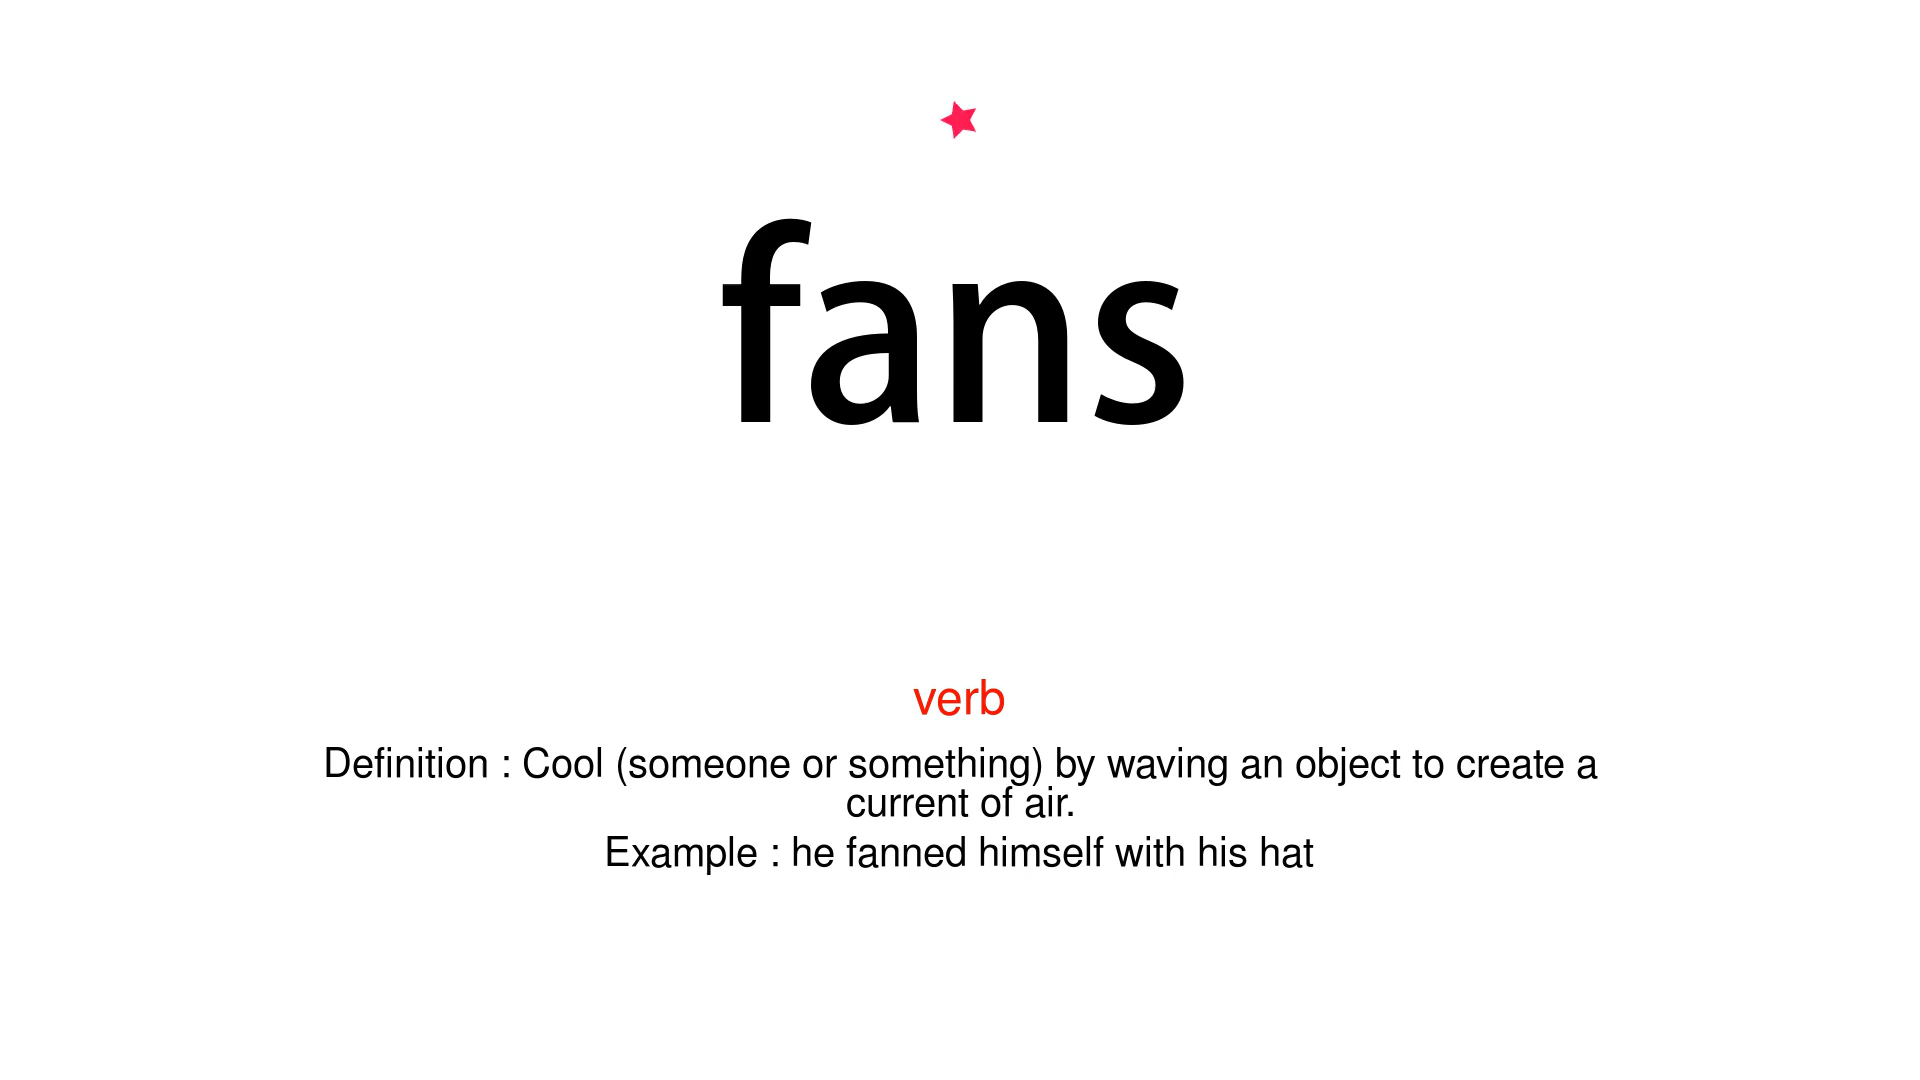 fans
verb
Definition : Cool (someone or something) by waving an object to create a
current of air.
Example : he fanned himself with his hat